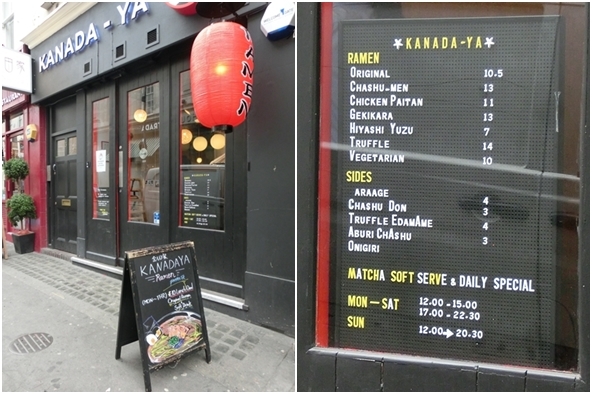 KANADA - YA
RAMEN
KANADAYA
Ramen
★KANADA-YA★
RAMEN
ORIGINAL 10.5
CHASHU-MEN 13
CHICKEN PAITAN 11
GEKIKARA 13
HIYASHI YUZU 7
TRUFFLE 14
VEGETARIAN 10
SIDES
ARAAGE
CHASHU DON 4
TRUFFLE EDAMAME 3
ABURI CHASHU 4
ONIGIRI 3
MATCHA SOFT SERVE & DAILY SPECIAL
MON — SAT 12.00 - 15.00
17.00 - 22.30
SUN 12.00➔20.30